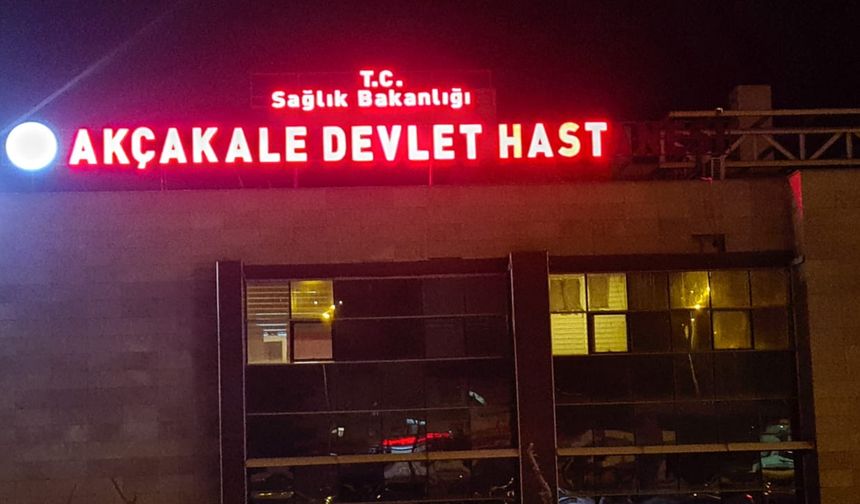 T.C.
Sağlık Bakanlığı
AKÇAKALE DEVLET HAST